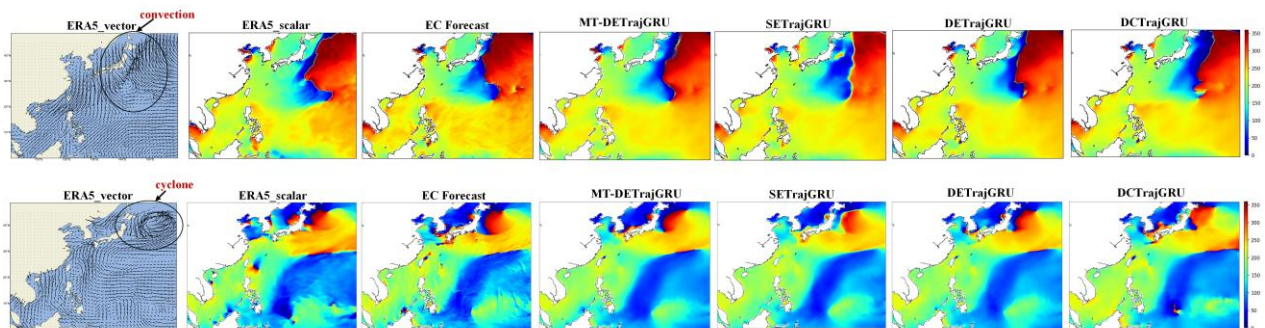 convection
ERA5_vector
ERA5_scalar
EC Forecast
MT-DETrajGRU
SETrajGRU
DETrajGRU
DCTrajGRU
350
300
250
200
150
100
50
0
cyclone
ERA5_vector
ERA5_scalar
EC Forecast
MT-DETrajGRU
SETrajGRU
DETrajGRU
DCTrajGRU
350
300
250
200
150
100
50
0